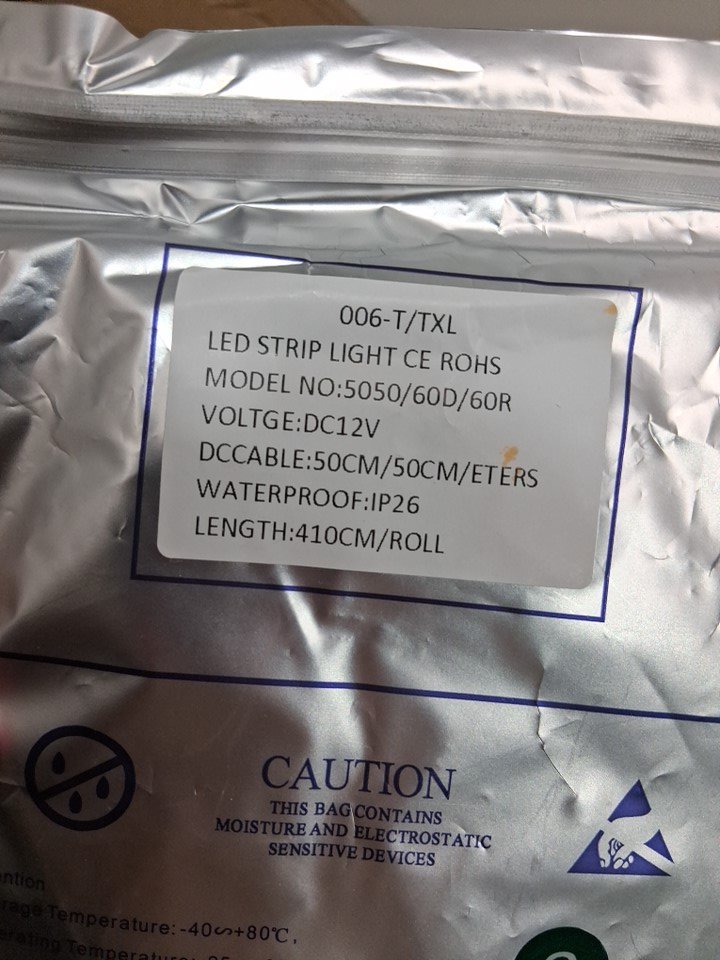 006-T/TXL
LED STRIP LIGHT CE ROHS
MODEL NO:5050/60D/60R
VOLTGE:DC12V
DCCABLE:50CM/50CM/ETERS
WATERPROOF:IP26
LENGTH:410CM/ROLL
CAUTION
THIS BAG CONTAINS
MOISTURE AND ELECTROSTATIC
SENSITIVE DEVICES
Temperature: -40∽+80℃,
Temperature: